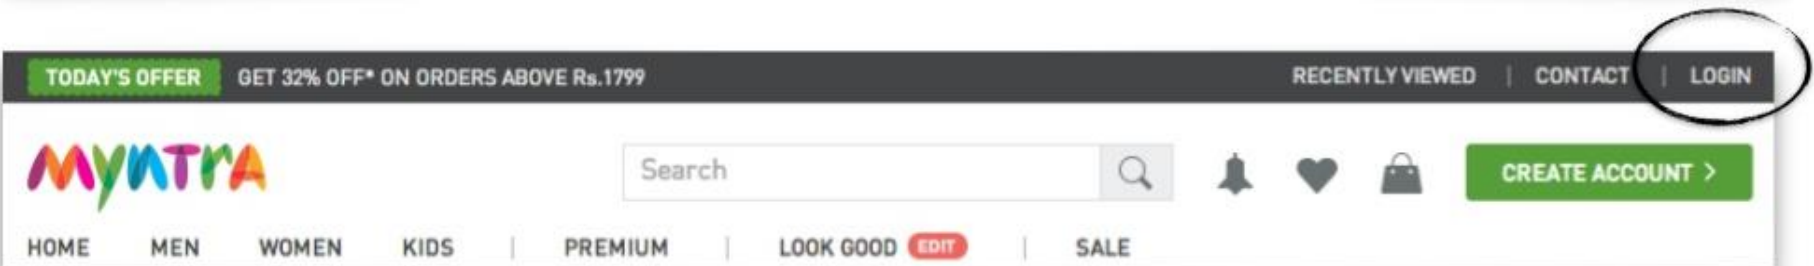 TODAY'S OFFER GET 32% OFF* ON ORDERS ABOVE Rs.1799 RECENTLY VIEWED | CONTACT | LOGIN
MYNTRA Search CREATE ACCOUNT >
HOME MEN WOMEN KIDS | PREMIUM | LOOK GOOD EDIT | SALE